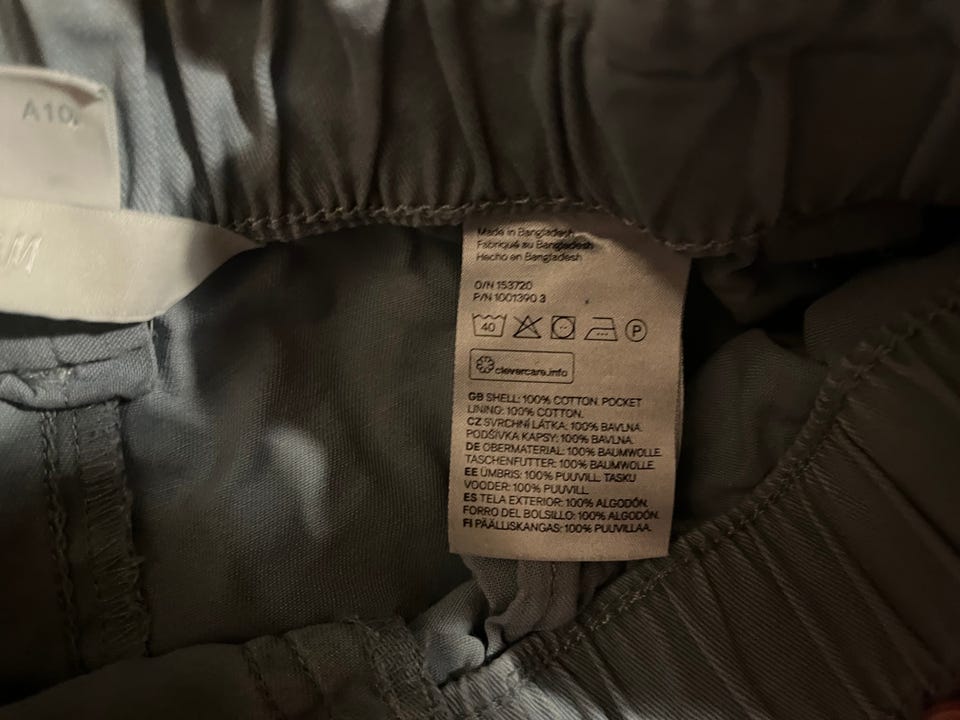 A10
M
Made in Bangladesh
Fabriqué au Bangladesh
Hecho en Bangladesh
O/N 153720
P/N 1001390 3
40
P
clevercare.info
GB SHELL: 100% COTTON. POCKET
LINING: 100% COTTON.
CZ SVRCHNÍ LÁTKA: 100% BAVLNA.
PODŠÍVKA KAPSY: 100% BAVLNA.
DE OBERMATERIAL: 100% BAUMWOLLE.
TASCHENFUTTER: 100% BAUMWOLLE.
EE ÜMBRIS: 100% PUUVILL. TASKU
VOODER: 100% PUUVILL.
ES TELA EXTERIOR: 100% ALGODÓN.
FORRO DEL BOLSILLO: 100% ALGODÓN.
FI PÄÄLLISKANGAS: 100% PUUVILLAA.